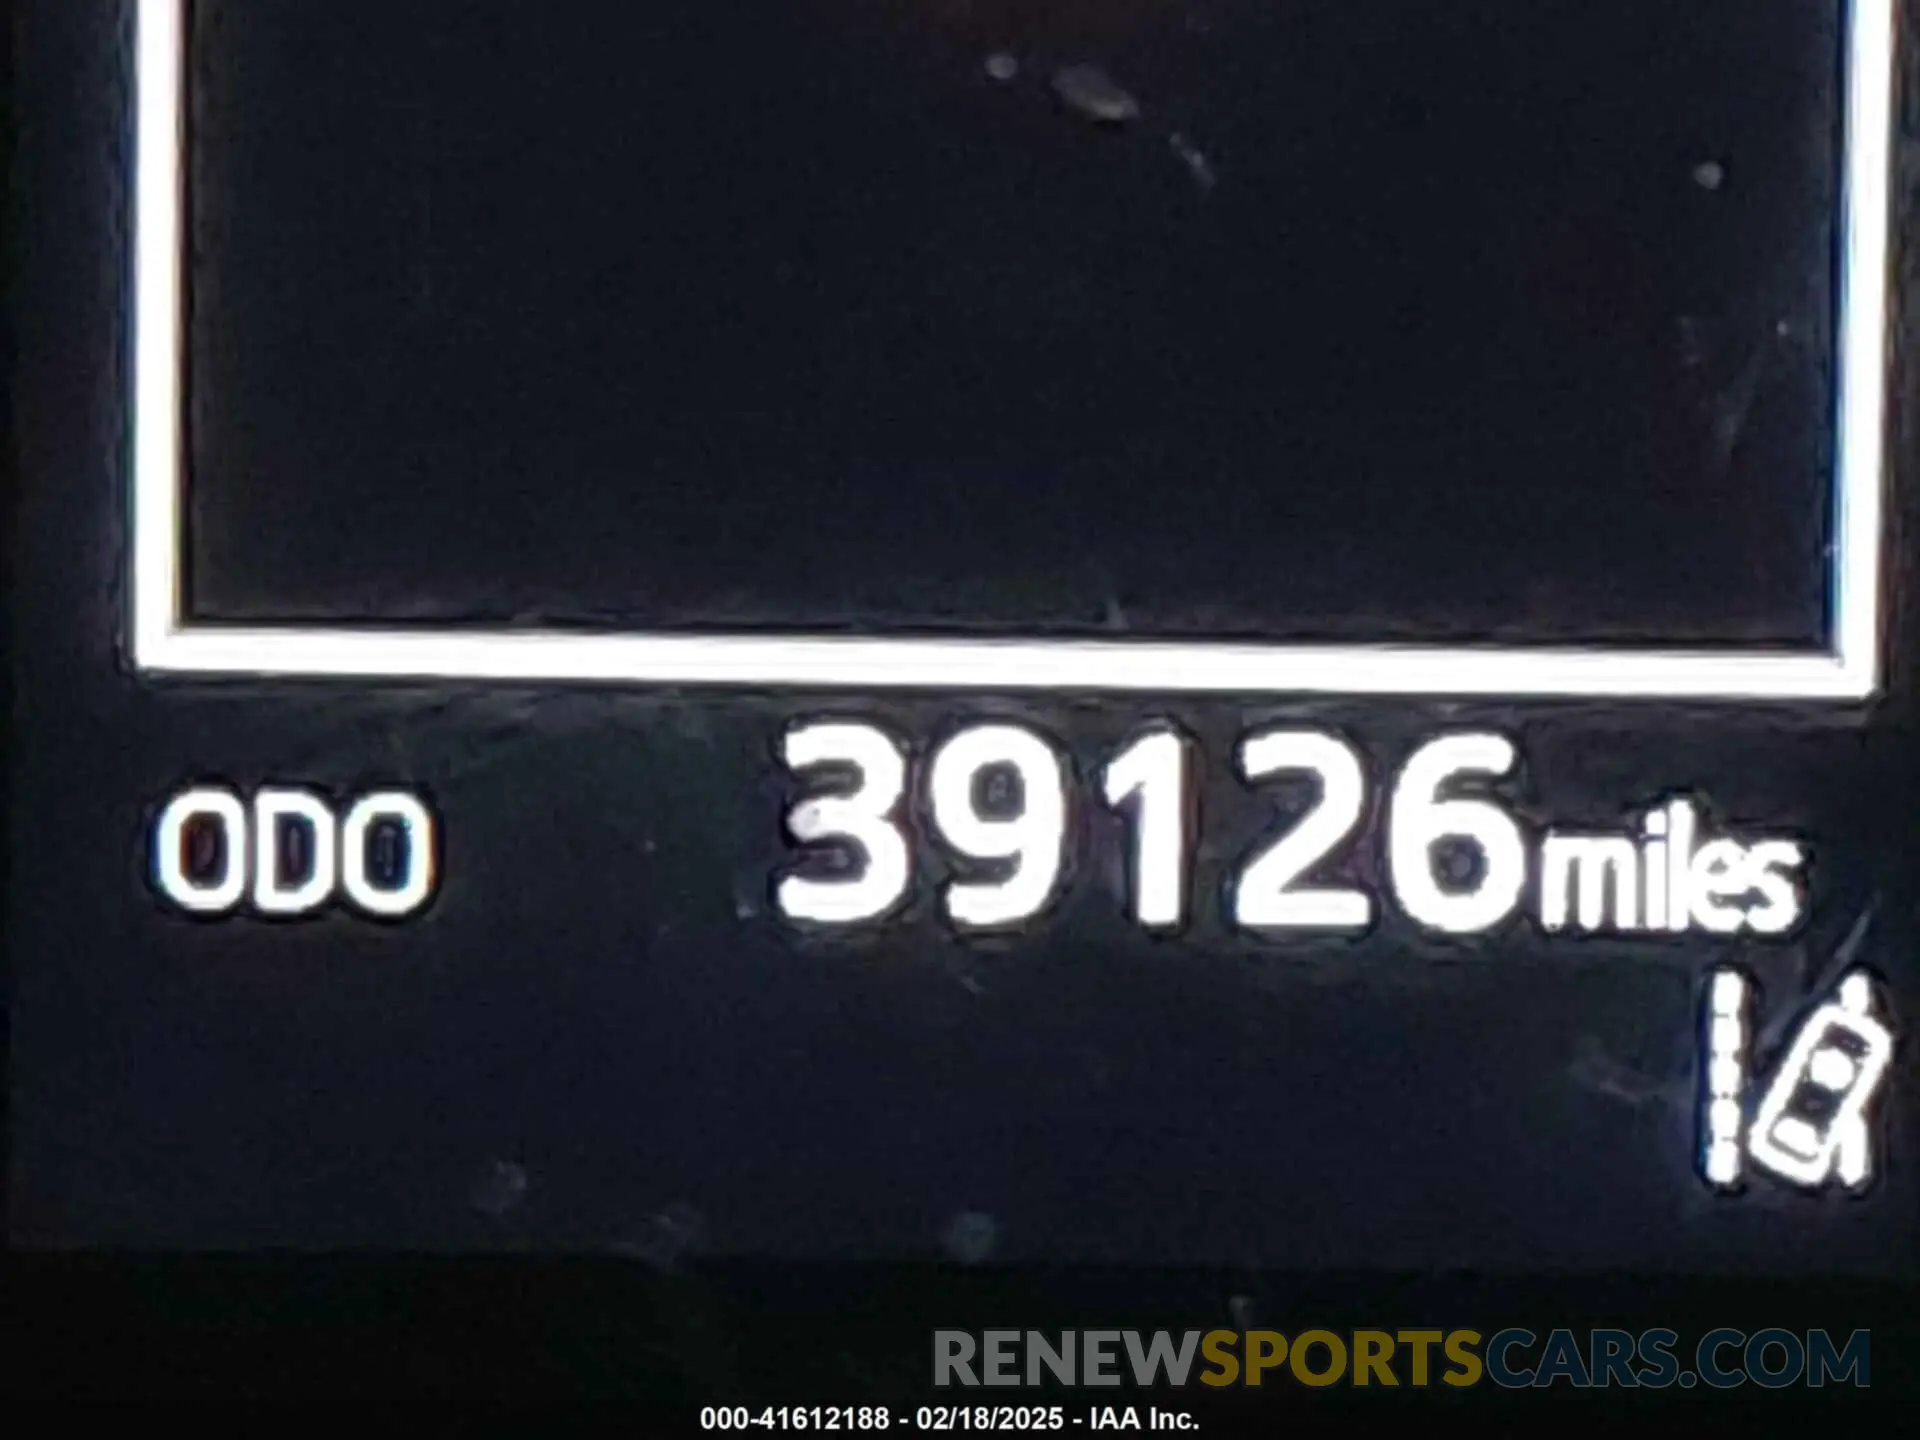 ODO 39126 miles
RENEWSPORTSCARS.COM
000-41612188 - 02/18/2025 - IAA Inc.